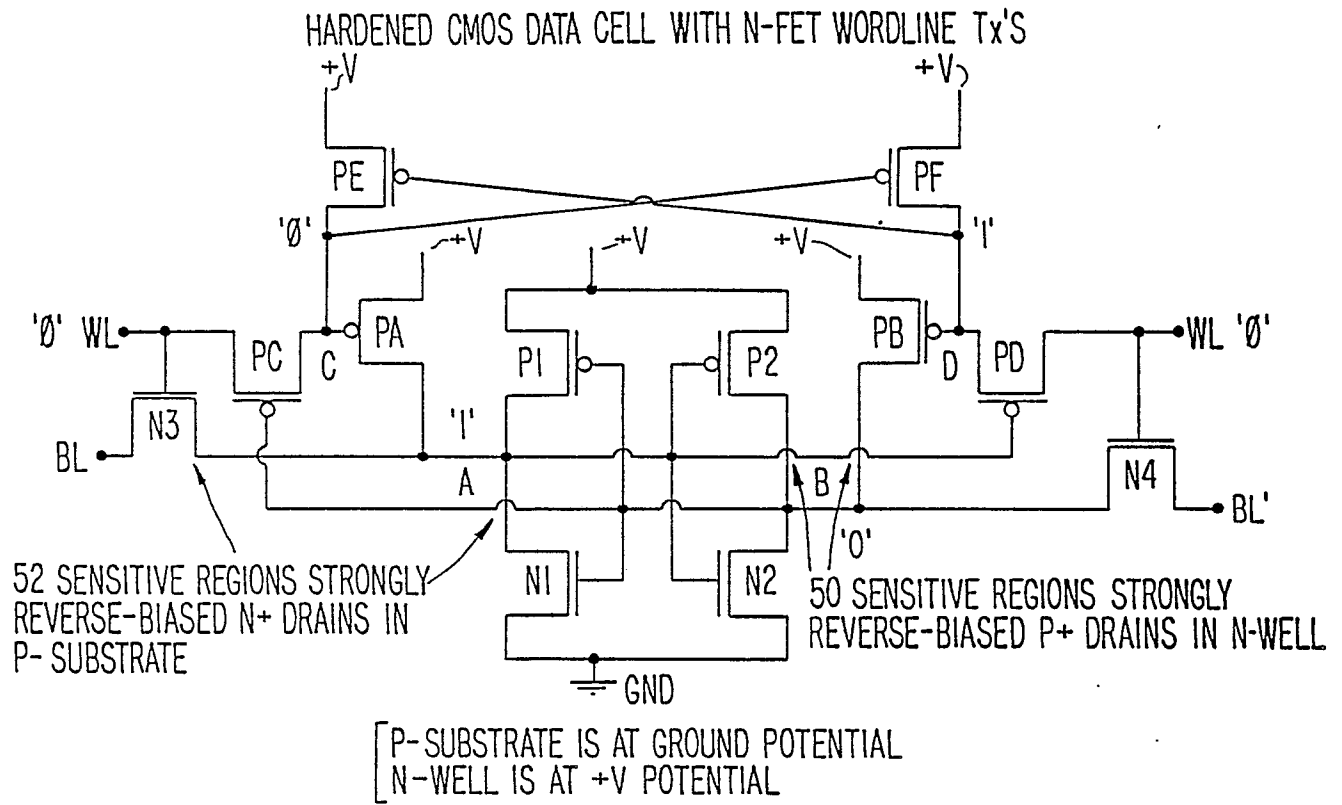 HARDENED CMOS DATA CELL WITH N-FET WORDLINE Tx'S
+V
+V
PE
PF
'Ø'
'1'
+V
+V
+V
'Ø' WL
PC
C
PA
P1
P2
PB
D
PD
WL 'Ø'
N3
'1'
BL
A
B
N4
BL'
'0'
N1
N2
52 SENSITIVE REGIONS STRONGLY
REVERSE-BIASED N+ DRAINS IN
P- SUBSTRATE
50 SENSITIVE REGIONS STRONGLY
REVERSE-BIASED P+ DRAINS IN N-WELL
GND
P-SUBSTRATE IS AT GROUND POTENTIAL
N-WELL IS AT +V POTENTIAL